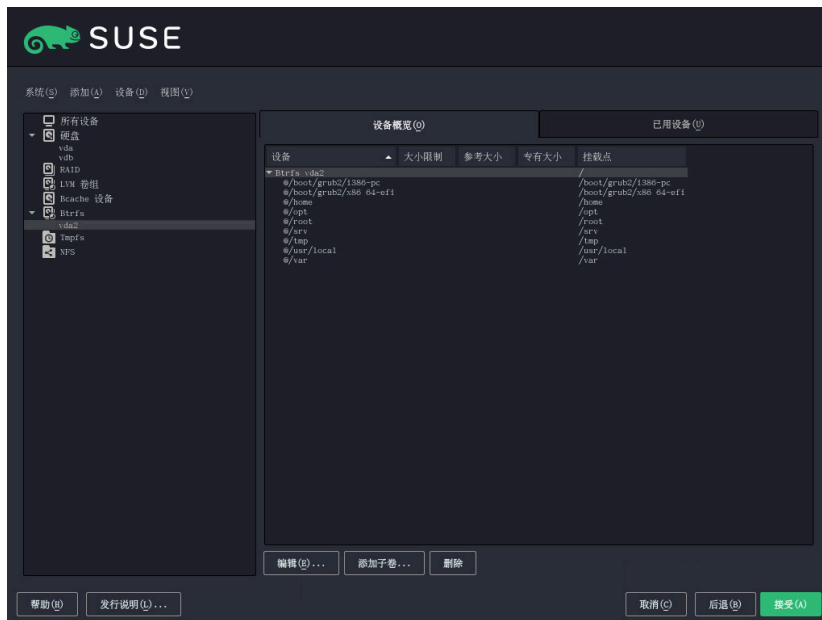 SUSE
系统(S) 添加(A) 设备(D) 视图(V)
所有设备
硬盘
vda
vdb
RAID
LVM 卷组
Bcache 设备
Btrfs
vda2
Tmpfs
NFS
设备概览(O) 已用设备(U)
设备 大小限制 参考大小 专有大小 挂载点
Btrfs vda2 /
@/boot/grub2/i386-pc /boot/grub2/i386-pc
@/boot/grub2/x86_64-efi /boot/grub2/x86_64-efi
@/home /home
@/opt /opt
@/root /root
@/srv /srv
@/tmp /tmp
@/usr/local /usr/local
@/var /var
编辑(E)... 添加子卷... 删除
帮助(H) 发行说明(L)... 取消(C) 后退(B) 接受(A)